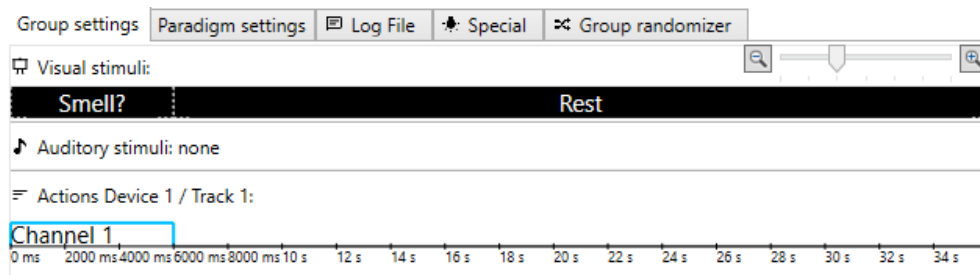 Group settings Paradigm settings Log File Special Group randomizer
Visual stimuli:
Smell? Rest
Auditory stimuli: none
Actions Device 1 / Track 1:
Channel 1
0 ms 2000 ms 4000 ms 6000 ms 8000 ms 10 s 12 s 14 s 16 s 18 s 20 s 22 s 24 s 26 s 28 s 30 s 32 s 34 s